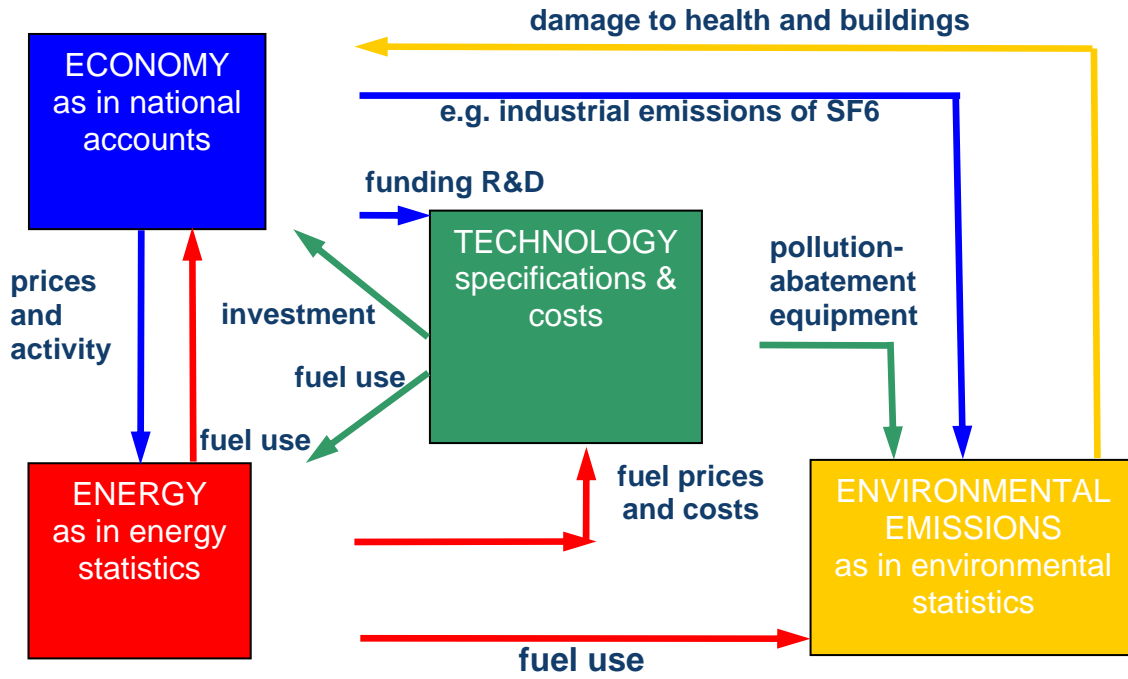 damage to health and buildings
ECONOMY
as in national
accounts
e.g. industrial emissions of SF6
funding R&D
TECHNOLOGY
specifications &
costs
pollution-
abatement
equipment
prices
and
activity
investment
fuel use
fuel use
ENERGY
as in energy
statistics
fuel prices
and costs
ENVIRONMENTAL
EMISSIONS
as in environmental
statistics
fuel use